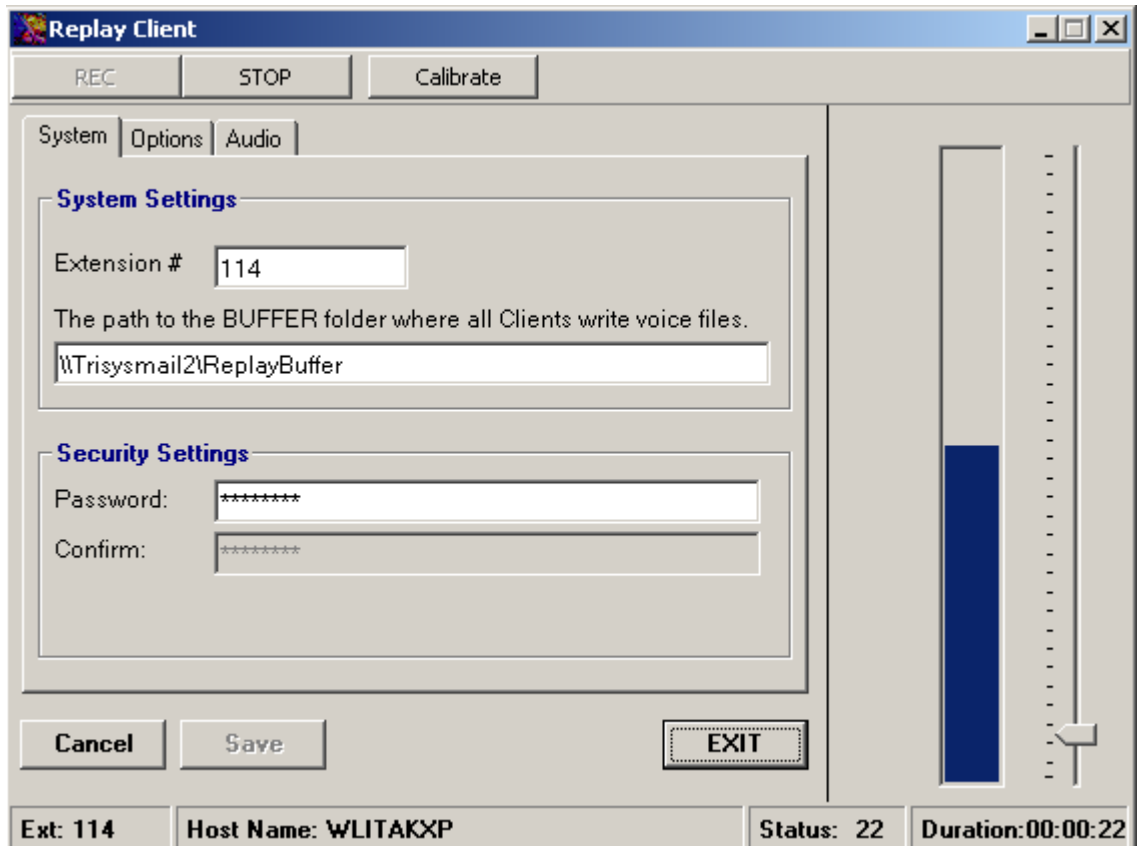 Replay Client
REC STOP Calibrate
System Options Audio
System Settings
Extension # 114
The path to the BUFFER folder where all Clients write voice files.
\\Trisysmail2\ReplayBuffer
Security Settings
Password: ********
Confirm: ********
Cancel Save EXIT
Ext: 114 Host Name: WLITAKXP Status: 22 Duration:00:00:22